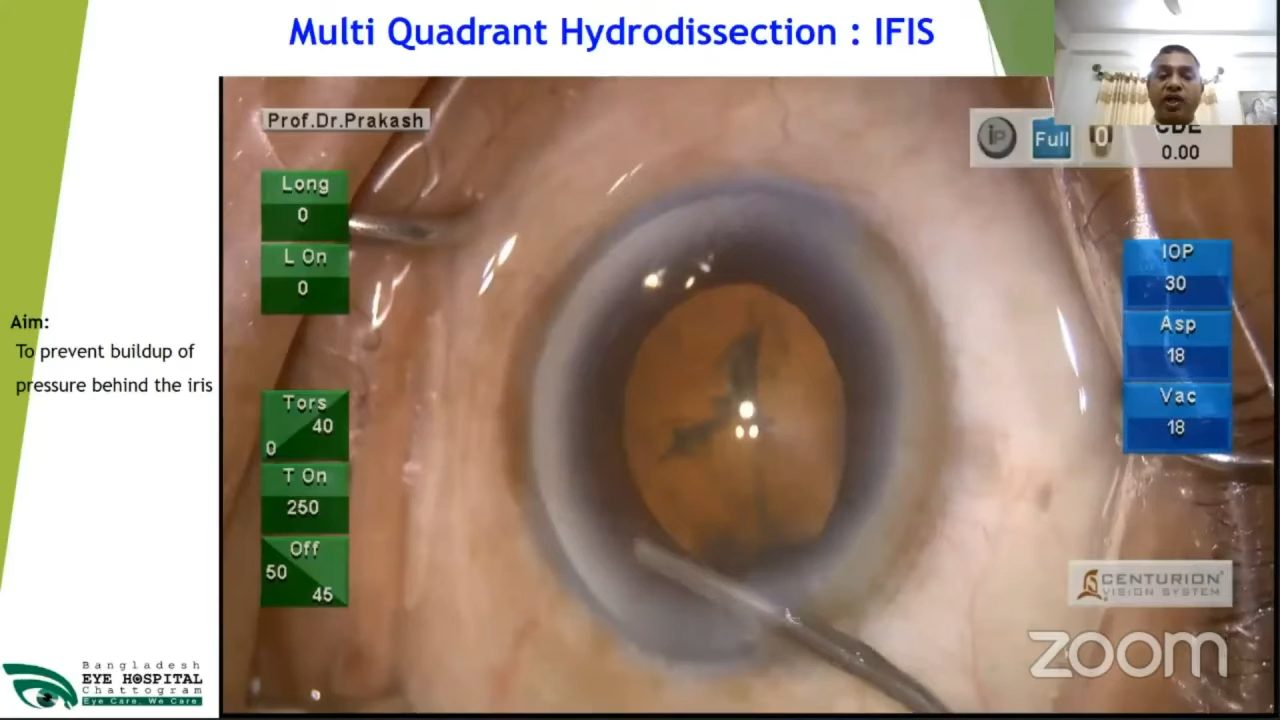 Multi Quadrant Hydrodissection : IFIS
Prof.Dr.Prakash
iP
Full
0
CDE
0.00
Long
0
L On
0
IOP
30
Asp
18
Vac
18
Aim:
To prevent buildup of
pressure behind the iris
Tors
40
0
T On
250
Off
50
45
CENTURION
VISION SYSTEM
zoom
Bangladesh
EYE HOSPITAL
Chattogram
Eye Care, We Care